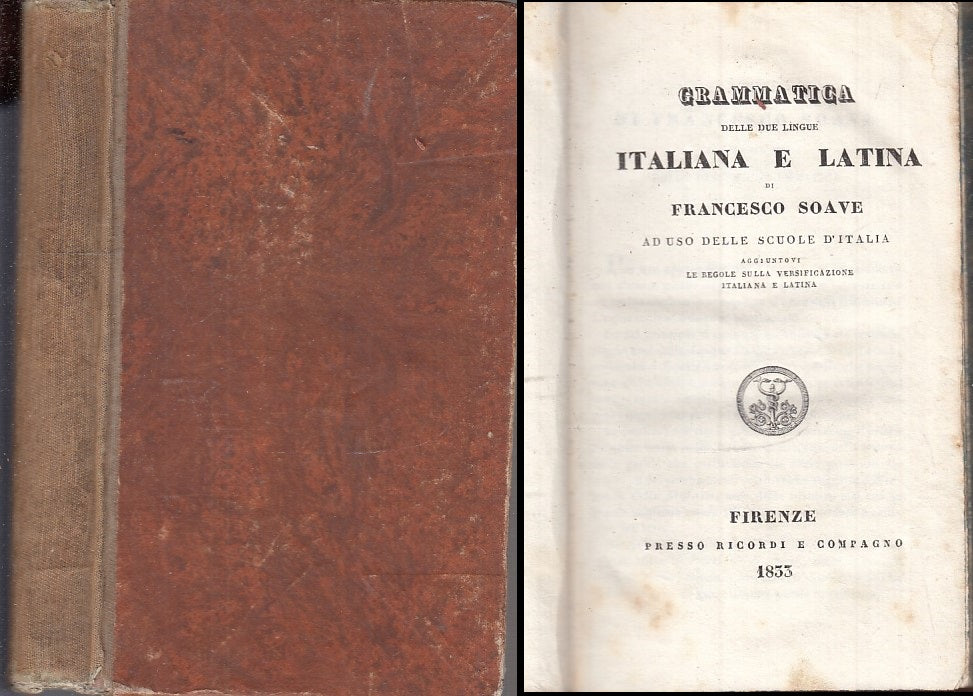 GRAMMATICA
DELLE DUE LINGUE
ITALIANA E LATINA
DI
FRANCESCO SOAVE
AD USO DELLE SCUOLE D'ITALIA
AGGIUNTOVI
LE REGOLE SULLA VERSIFICAZIONE
ITALIANA E LATINA
FIRENZE
PRESSO RICORDI E COMPAGNO
1833